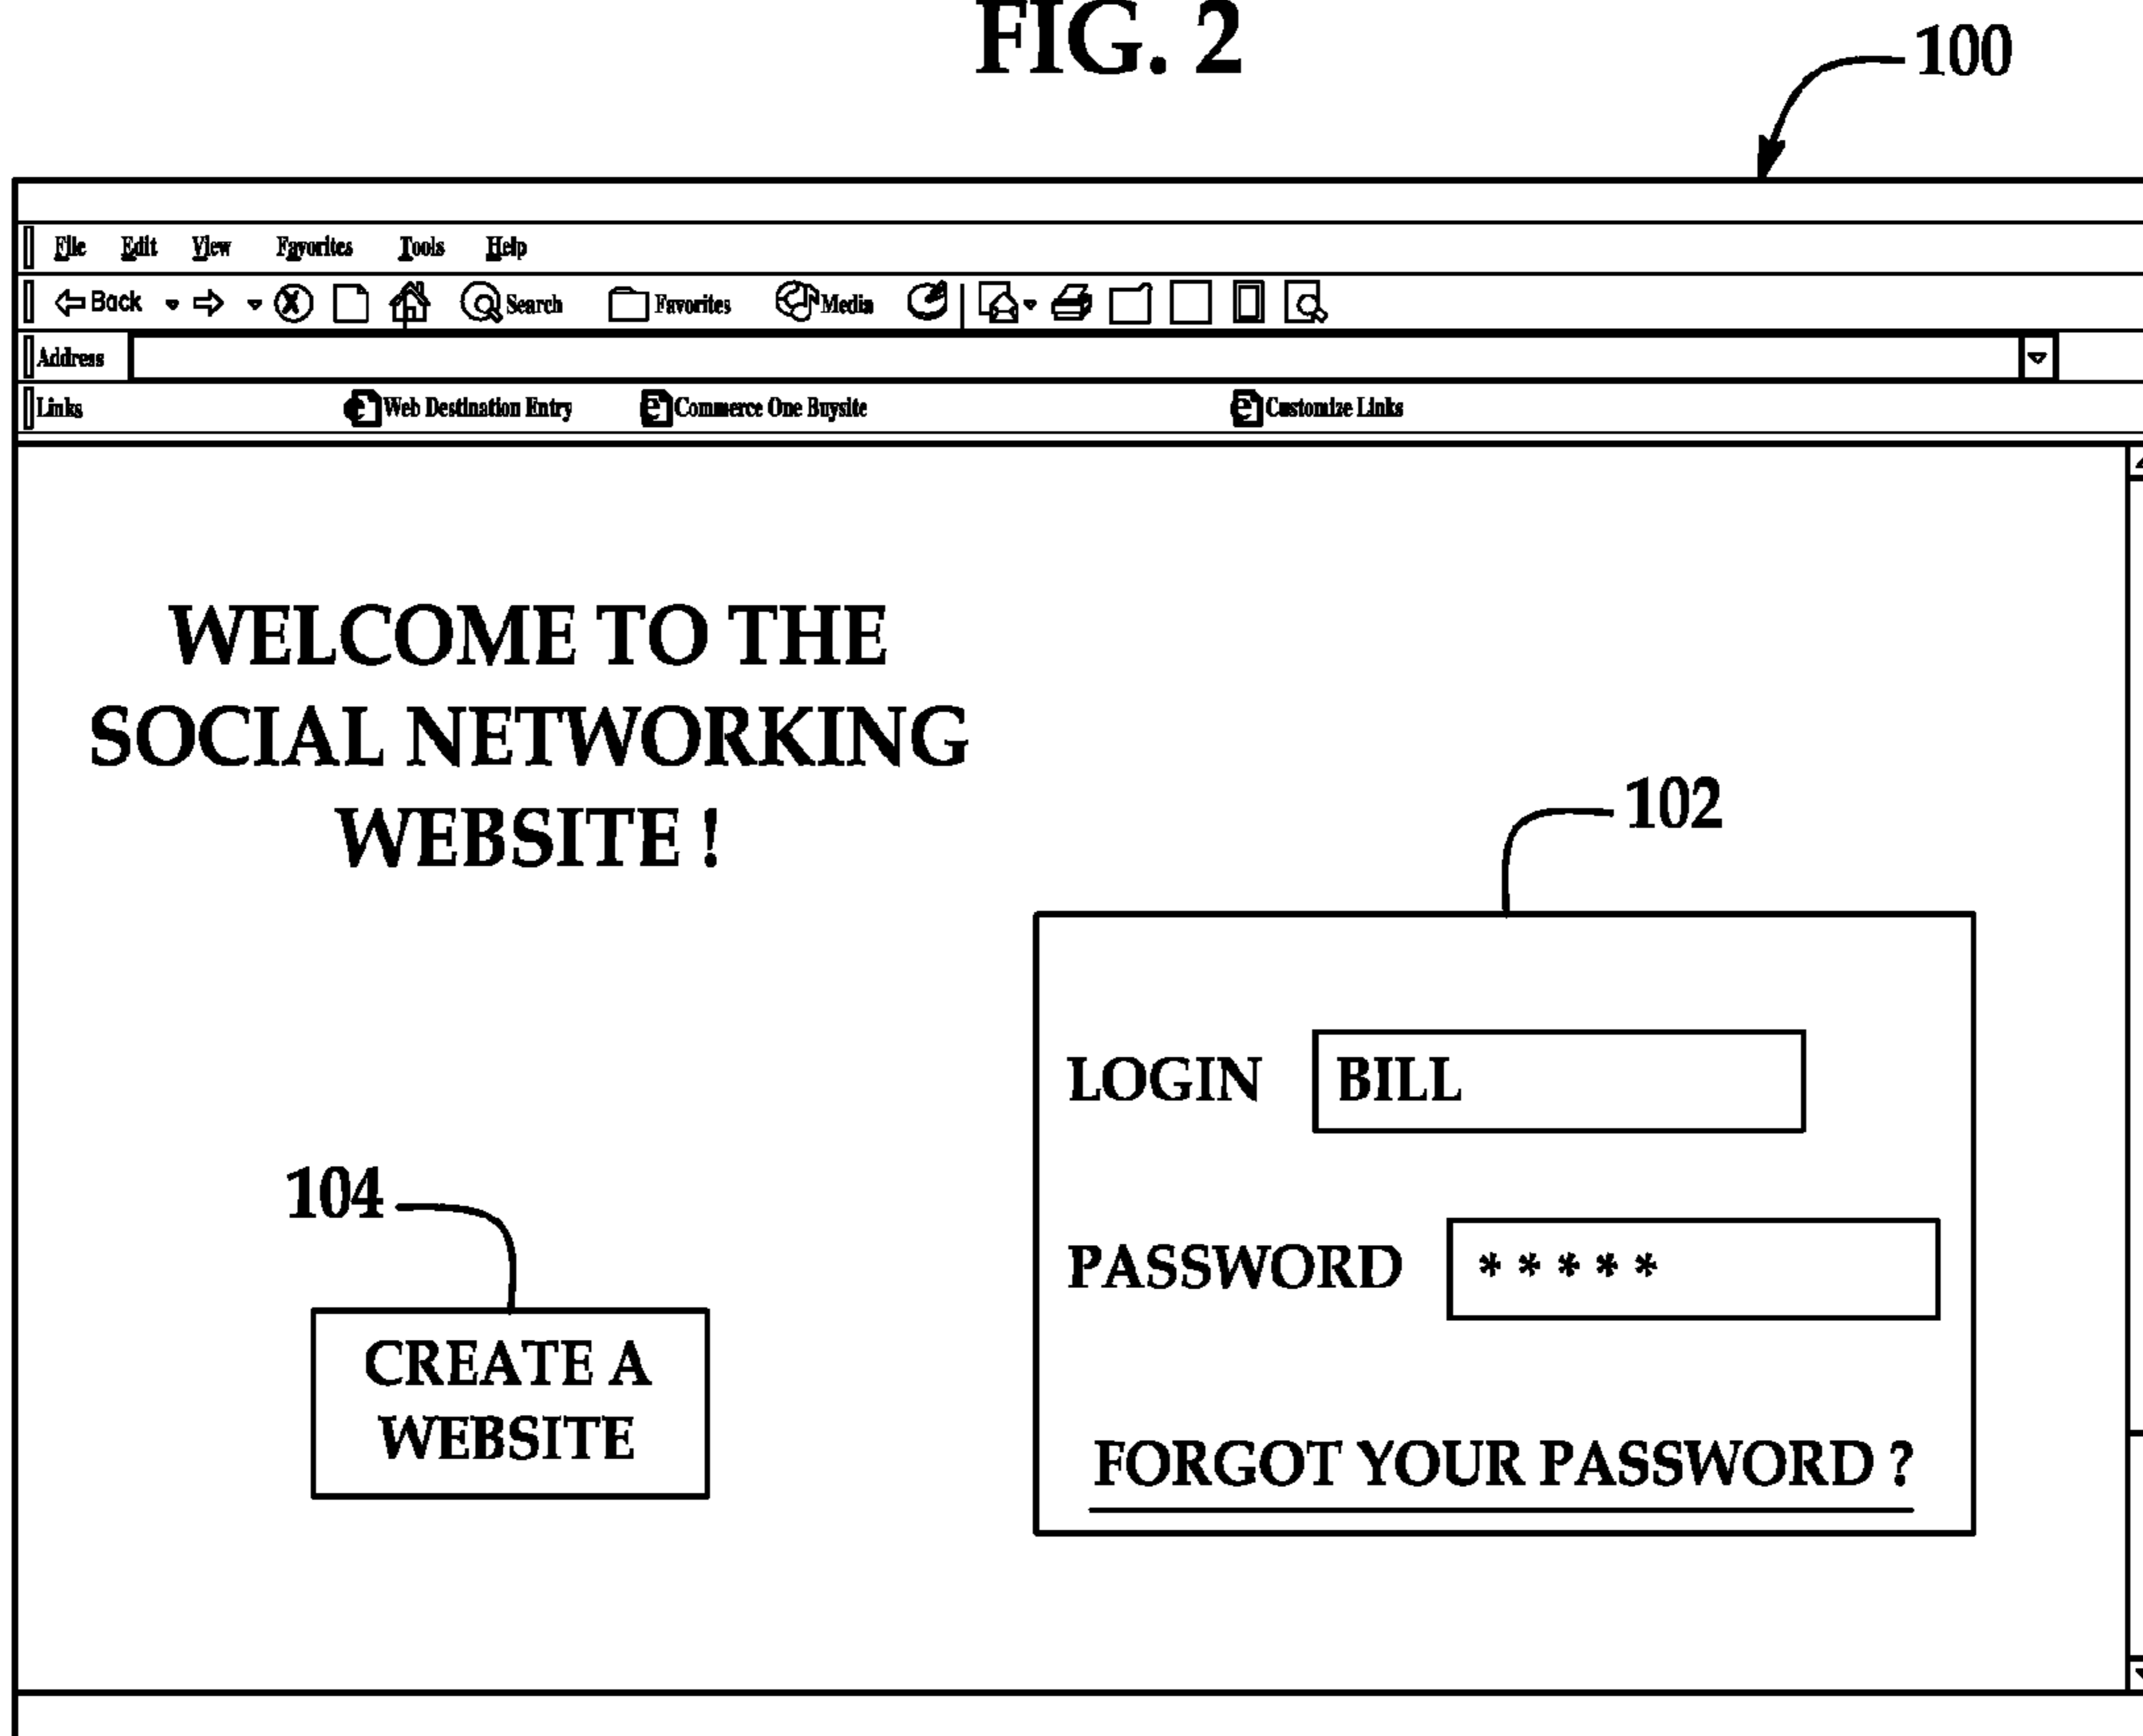 FIG. 2
100
File Edit View Favorites Tools Help
Back Search Favorites Media
Address
Links Web Destination Entry Commerce One Buysite Customize Links
WELCOME TO THE
SOCIAL NETWORKING
WEBSITE !
102
LOGIN BILL
104
PASSWORD * * * * *
CREATE A
WEBSITE
FORGOT YOUR PASSWORD ?